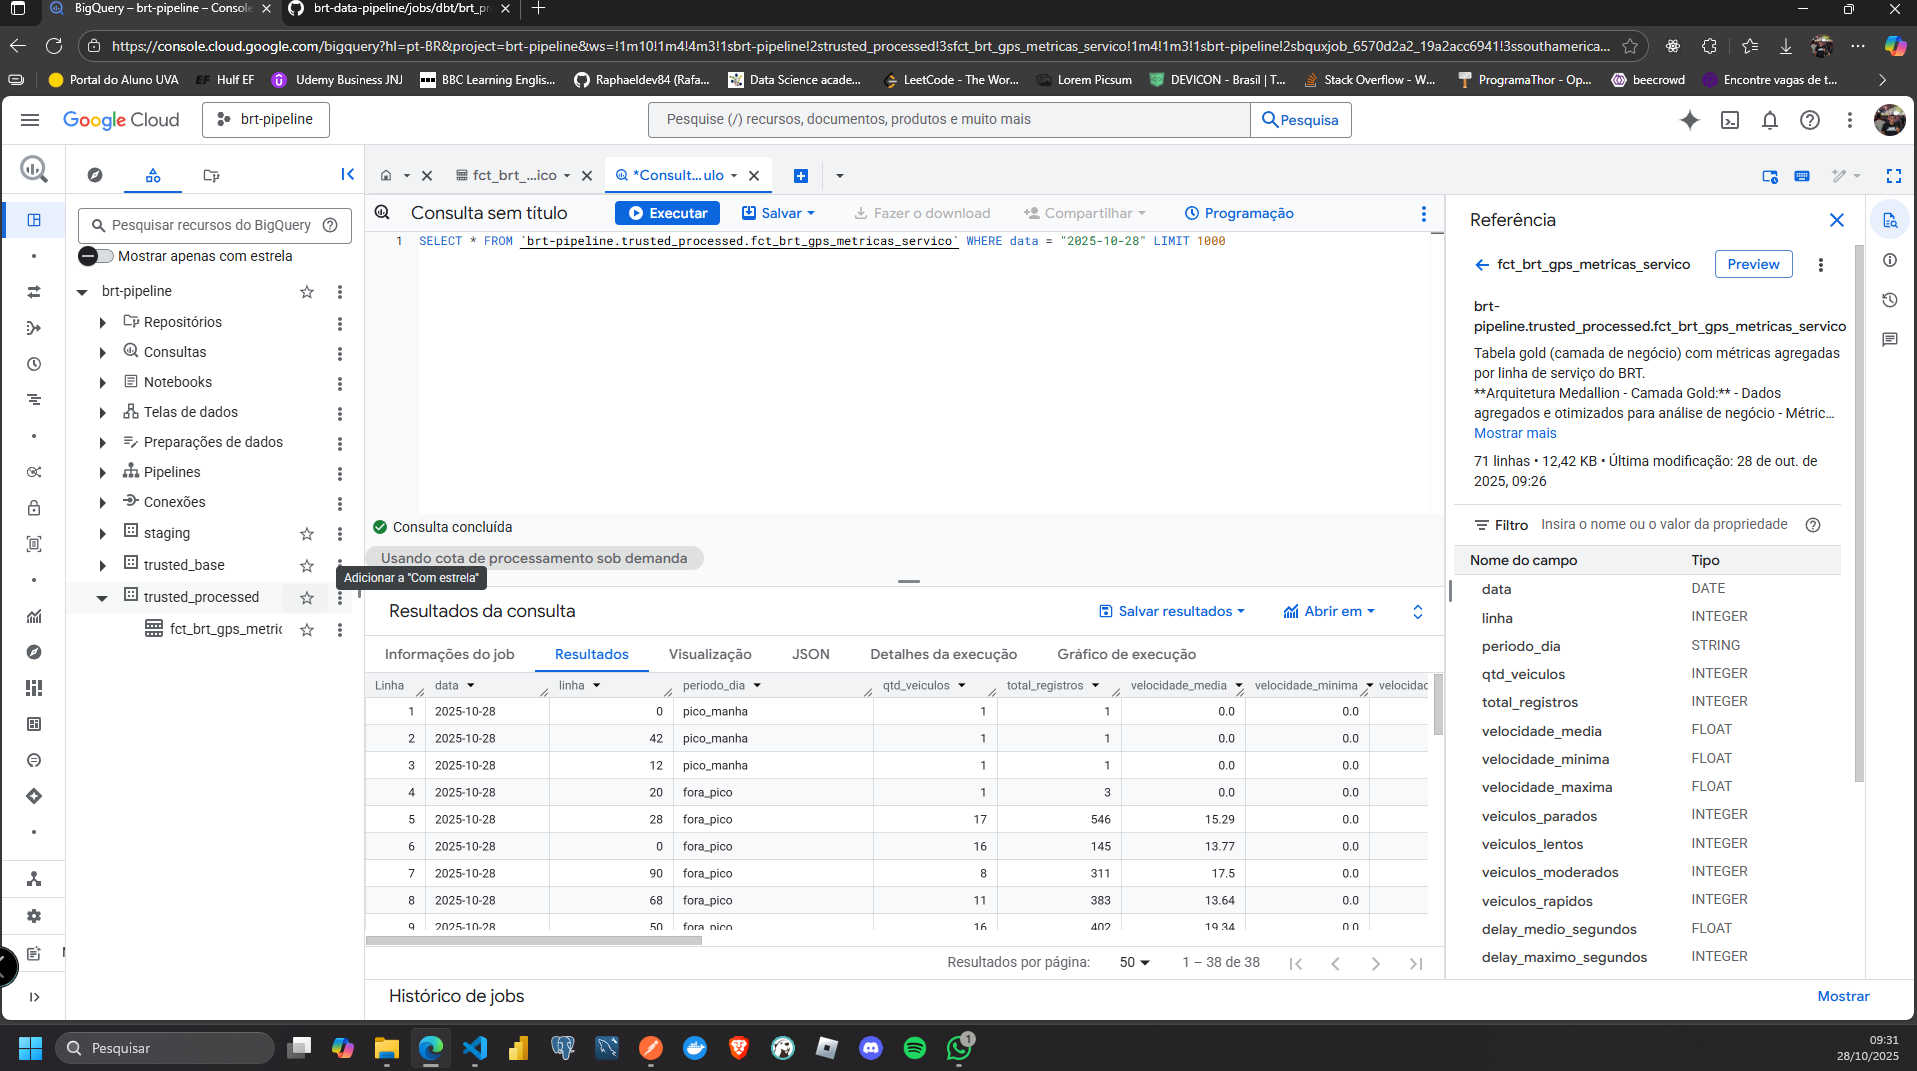 BigQuery – brt-pipeline – Console
brt-data-pipeline/jobs/dbt/brt_pr
https://console.cloud.google.com/bigquery?hl=pt-BR&project=brt-pipeline&ws=!1m10!1m4!4m3!1sbrt-pipeline!2strusted_processed!3sfct_brt_gps_metricas_servico!1m4!1m3!1sbrt-pipeline!2sbquxjob_6570d2a2_19a2acc6941!3ssouthamerica...
Portal do Aluno UVA
EF Hulf EF
Udemy Business JNJ
BBC Learning Englis...
Raphaeldev84 (Rafa...
Data Science acade...
LeetCode - The Wor...
Lorem Picsum
DEVICON - Brasil | T...
Stack Overflow - W...
ProgramaThor - Op...
beecrowd
Encontre vagas de t...
Google Cloud
brt-pipeline
Pesquise (/) recursos, documentos, produtos e muito mais
Pesquisa
fct_brt_...ico
*Consult...ulo
Pesquisar recursos do BigQuery
Mostrar apenas com estrela
brt-pipeline
Repositórios
Consultas
Notebooks
Telas de dados
Preparações de dados
Pipelines
Conexões
staging
trusted_base
trusted_processed
fct_brt_gps_metric
Adicionar a "Com estrela"
Consulta sem título
Executar
Salvar
Fazer o download
Compartilhar
Programação
1 SELECT * FROM `brt-pipeline.trusted_processed.fct_brt_gps_metricas_servico` WHERE data = "2025-10-28" LIMIT 1000
Consulta concluída
Usando cota de processamento sob demanda
Resultados da consulta
Salvar resultados
Abrir em
Informações do job
Resultados
Visualização
JSON
Detalhes da execução
Gráfico de execução
Linha data linha periodo_dia qtd_veiculos total_registros velocidade_media velocidade_minima velocidad
1 2025-10-28 0 pico_manha 1 1 0.0 0.0
2 2025-10-28 42 pico_manha 1 1 0.0 0.0
3 2025-10-28 12 pico_manha 1 1 0.0 0.0
4 2025-10-28 20 fora_pico 1 3 0.0 0.0
5 2025-10-28 28 fora_pico 17 546 15.29 0.0
6 2025-10-28 0 fora_pico 16 145 13.77 0.0
7 2025-10-28 90 fora_pico 8 311 17.5 0.0
8 2025-10-28 68 fora_pico 11 383 13.64 0.0
9 2025-10-28 50 fora_pico 16 402 19.34 0.0
Resultados por página: 50 1 – 38 de 38
Histórico de jobs
Mostrar
Referência
fct_brt_gps_metricas_servico
Preview
brt-
pipeline.trusted_processed.fct_brt_gps_metricas_servico
Tabela gold (camada de negócio) com métricas agregadas
por linha de serviço do BRT.
**Arquitetura Medallion - Camada Gold:** - Dados
agregados e otimizados para análise de negócio - Métric...
Mostrar mais
71 linhas • 12,42 KB • Última modificação: 28 de out. de
2025, 09:26
Filtro Insira o nome ou o valor da propriedade
Nome do campo Tipo
data DATE
linha INTEGER
periodo_dia STRING
qtd_veiculos INTEGER
total_registros INTEGER
velocidade_media FLOAT
velocidade_minima FLOAT
velocidade_maxima FLOAT
veiculos_parados INTEGER
veiculos_lentos INTEGER
veiculos_moderados INTEGER
veiculos_rapidos INTEGER
delay_medio_segundos FLOAT
delay_maximo_segundos INTEGER
Pesquisar
1
09:31
28/10/2025